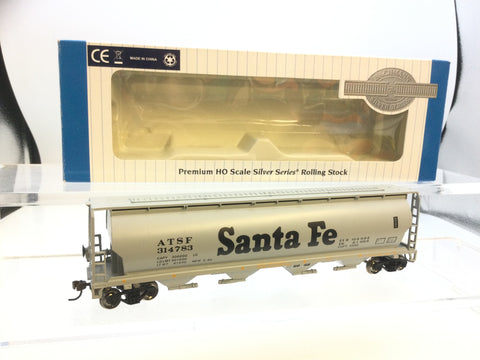 CE
MADE IN CHINA
Premium HO Scale Silver Series® Rolling Stock
ATSF
314783
Santa Fe